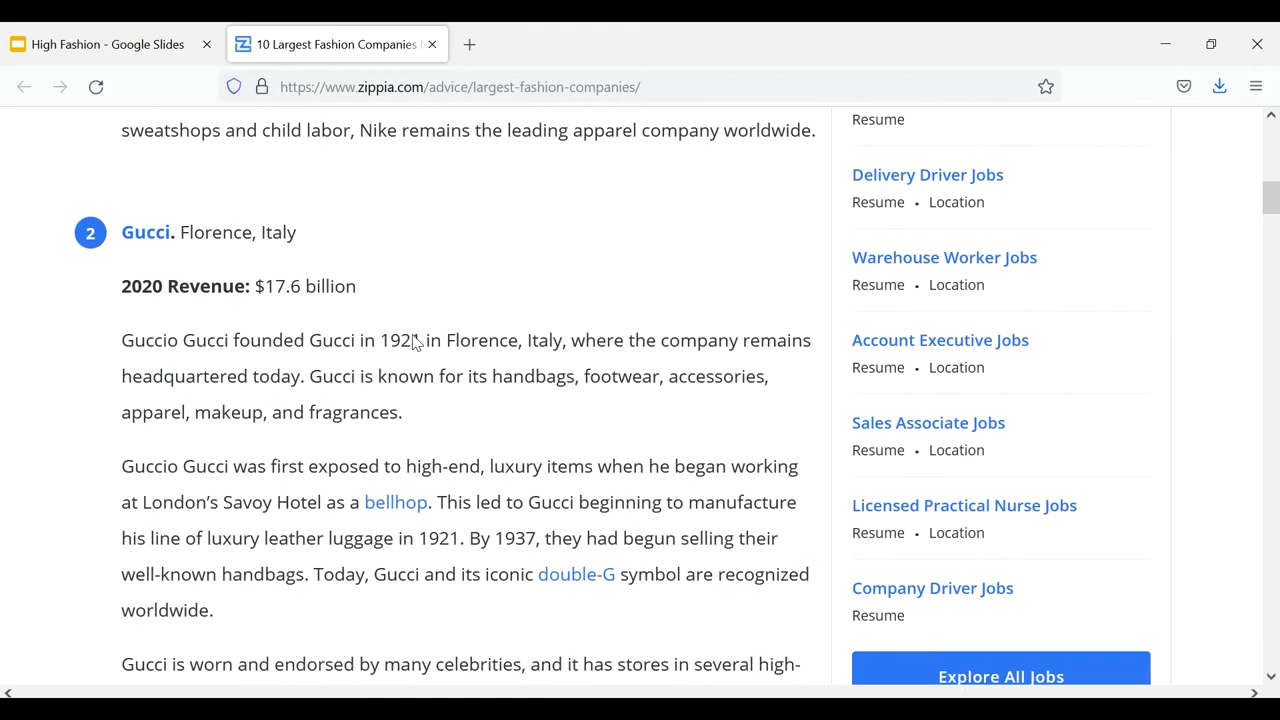 High Fashion - Google Slides
10 Largest Fashion Companies
https://www.zippia.com/advice/largest-fashion-companies/
sweatshops and child labor, Nike remains the leading apparel company worldwide.
2 Gucci. Florence, Italy
2020 Revenue: $17.6 billion
Guccio Gucci founded Gucci in 1921 in Florence, Italy, where the company remains
headquartered today. Gucci is known for its handbags, footwear, accessories,
apparel, makeup, and fragrances.
Guccio Gucci was first exposed to high-end, luxury items when he began working
at London's Savoy Hotel as a bellhop. This led to Gucci beginning to manufacture
his line of luxury leather luggage in 1921. By 1937, they had begun selling their
well-known handbags. Today, Gucci and its iconic double-G symbol are recognized
worldwide.
Gucci is worn and endorsed by many celebrities, and it has stores in several high-
Resume
Delivery Driver Jobs
Resume • Location
Warehouse Worker Jobs
Resume • Location
Account Executive Jobs
Resume • Location
Sales Associate Jobs
Resume • Location
Licensed Practical Nurse Jobs
Resume • Location
Company Driver Jobs
Resume
Explore All Jobs